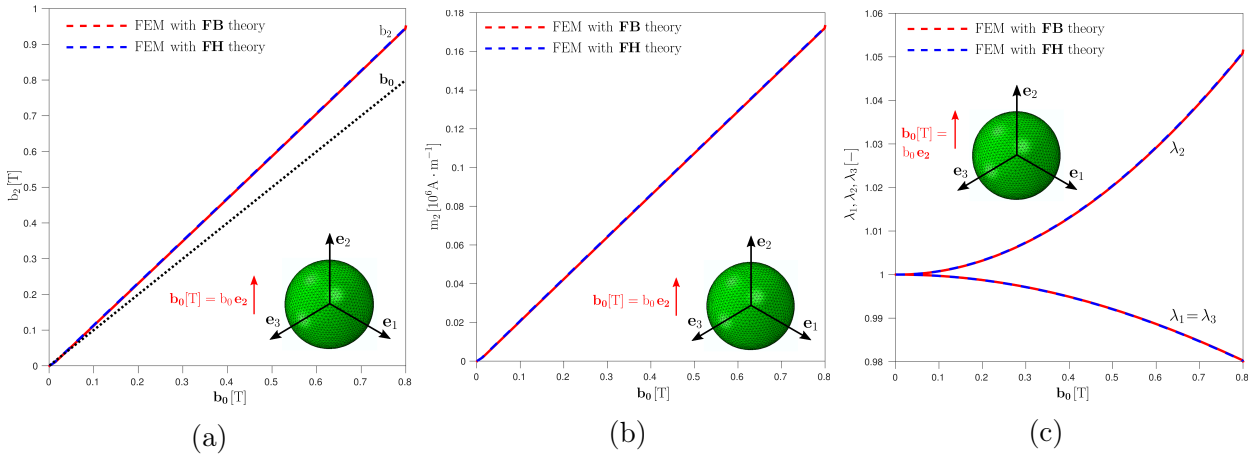 FEM with FB theory
FEM with FH theory
b₂
b₀
b₂ [T]
1
0.9
0.8
0.7
0.6
0.5
0.4
0.3
0.2
0.1
0
0 0.1 0.2 0.3 0.4 0.5 0.6 0.7 0.8
b₀ [T]
b₀[T] = b₀ e₂
e₂
e₃
e₁
(a)
FEM with FB theory
FEM with FH theory
m₂ [10⁶A · m⁻¹]
0.18
0.16
0.14
0.12
0.1
0.08
0.06
0.04
0.02
0
0 0.1 0.2 0.3 0.4 0.5 0.6 0.7 0.8
b₀ [T]
b₀[T] = b₀ e₂
e₂
e₃
e₁
(b)
FEM with FB theory
FEM with FH theory
λ₁, λ₂, λ₃ [−]
1.06
1.05
1.04
1.03
1.02
1.01
1
0.99
0.98
0 0.1 0.2 0.3 0.4 0.5 0.6 0.7 0.8
b₀ [T]
b₀[T] =
b₀ e₂
e₂
e₃
e₁
λ₂
λ₁=λ₃
(c)